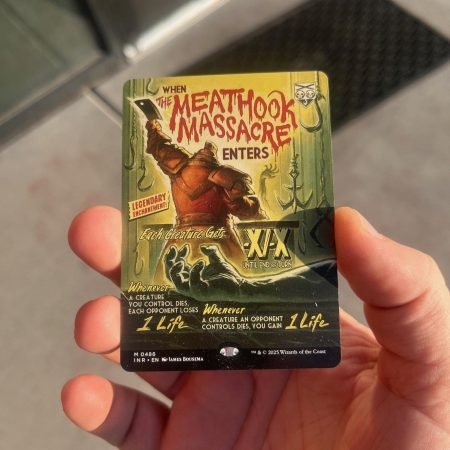 WHEN
THE MEATHOOK
MASSACRE
ENTERS
LEGENDARY
ENCHANTMENT!
Each Creature Gets -X/-X
UNTIL END OF TURN
Whenever
A CREATURE
YOU CONTROL DIES,
EACH OPPONENT LOSES
1 Life
Whenever
A CREATURE AN OPPONENT
CONTROLS DIES, YOU GAIN 1 Life
M 0486
INR • EN James Bousema
™ & © 2025 Wizards of the Coast